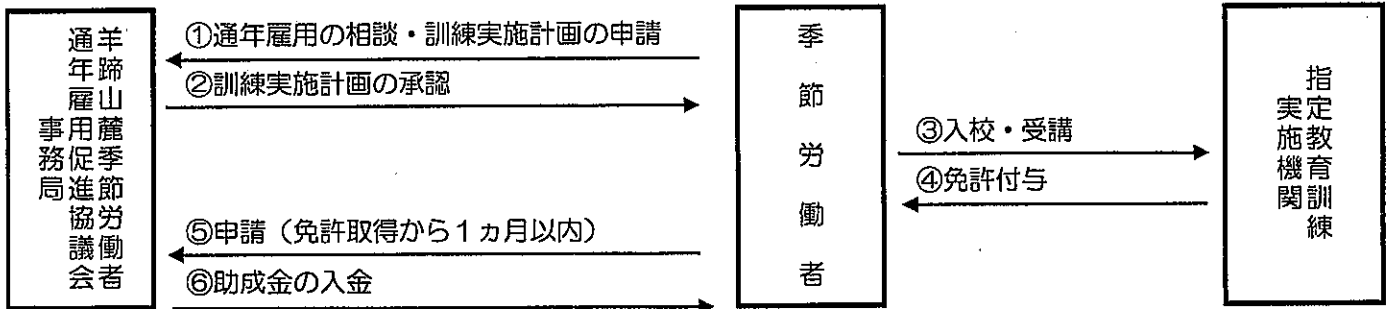 羊蹄山麓季節労働者
通年雇用促進協議会
事務局
①通年雇用の相談・訓練実施計画の申請
②訓練実施計画の承認
⑤申請（免許取得から１ヵ月以内）
⑥助成金の入金
季節労働者
③入校・受講
④免許付与
指定教育訓練
実施機関